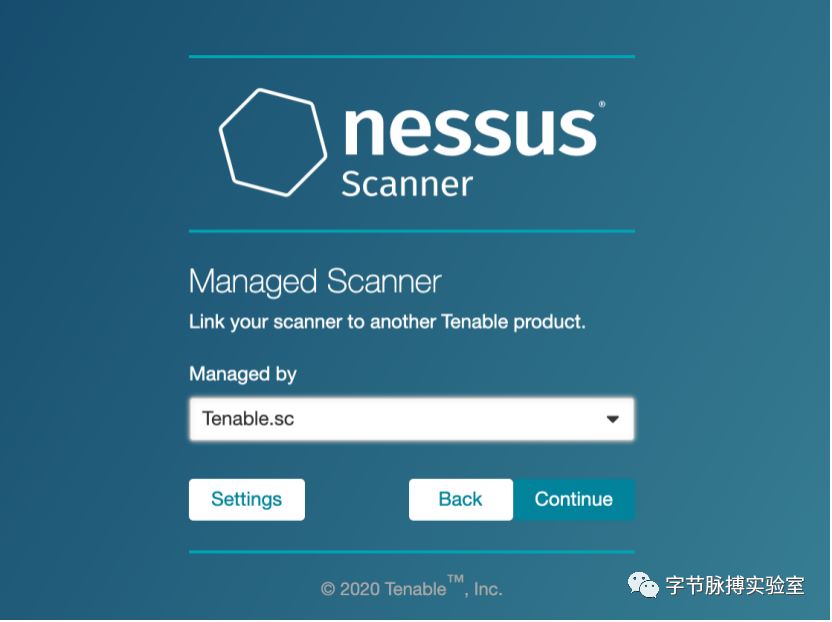 nessus®
Scanner
Managed Scanner
Link your scanner to another Tenable product.
Managed by
Tenable.sc
Settings Back Continue
© 2020 Tenable™, Inc.
字节脉搏实验室